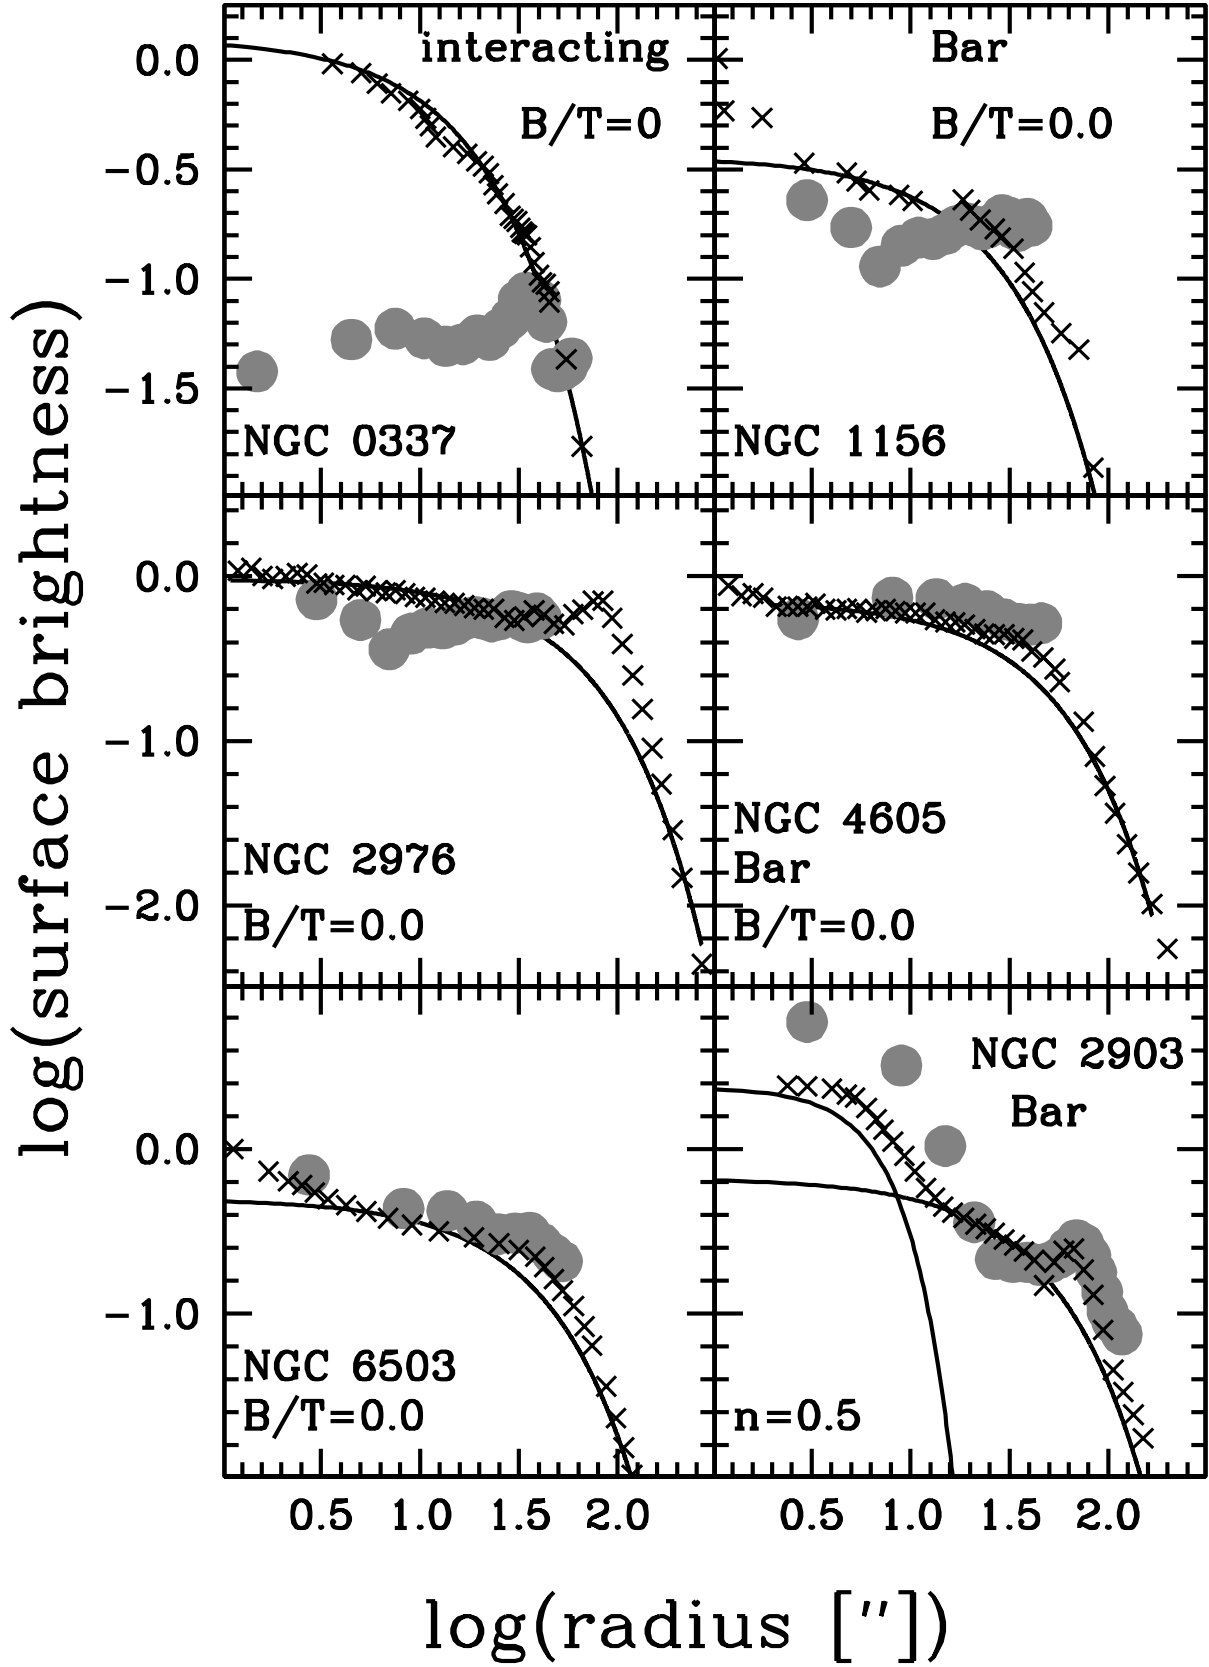 interacting
B/T=0
NGC 0337
0.0
−0.5
−1.0
−1.5
Bar
B/T=0.0
NGC 1156
NGC 2976
B/T=0.0
0.0
−1.0
−2.0
NGC 4605
Bar
B/T=0.0
NGC 6503
B/T=0.0
0.0
−1.0
NGC 2903
Bar
n=0.5
0.5 1.0 1.5 2.0
0.5 1.0 1.5 2.0
log(radius ["])
log(surface brightness)